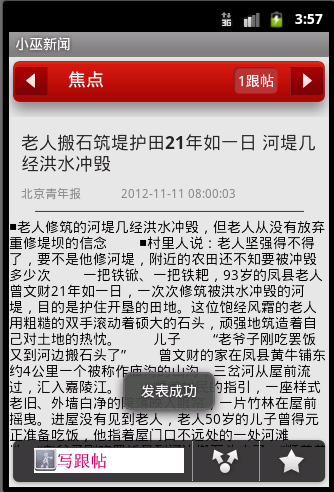 3G 3:57
小巫新闻
焦点 1跟帖
老人搬石筑堤护田21年如一日 河堤几
经洪水冲毁
北京青年报 2012-11-11 08:00:03
■老人修筑的河堤几经洪水冲毁，但老人从没有放弃
重修堤坝的信念 ■村里人说：老人坚强得不得
了，要不是他修河堤，附近的农田还不知要被冲毁
多少次 一把铁锨、一把铁耙，93岁的凤县老人
曾文财21年如一日，一次次修筑被洪水冲毁的河
堤，目的是护住开垦的田地。这位饱经风霜的老人
用粗糙的双手滚动着硕大的石头，顽强地筑造着自
己对土地的热忱。 儿子 “老爷子刚吃罢饭
又到河边搬石头了” 曾文财的家在凤县黄牛铺东
约4公里一个被称作庙沟的山沟，三岔河从屋前流
过，汇入嘉陵江。 民的指引，一座样式
老旧、外墙白净的 一片竹林在屋前
摇曳。进屋没有见到老人，老人50岁的儿子曾得元
正准备吃饭，他指着屋门口不远处的一处河滩
发表成功
写跟帖